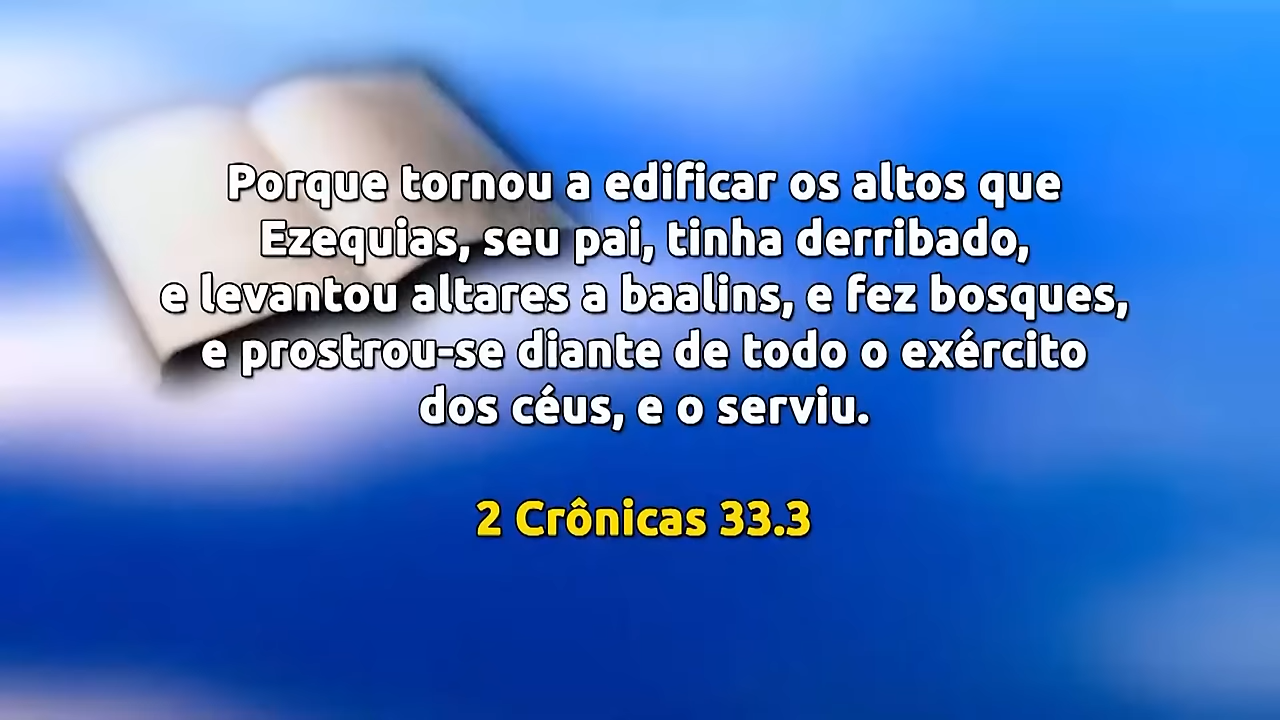 Porque tornou a edificar os altos que
Ezequias, seu pai, tinha derribado,
e levantou altares a baalins, e fez bosques,
e prostrou-se diante de todo o exército
dos céus, e o serviu.
2 Crônicas 33.3